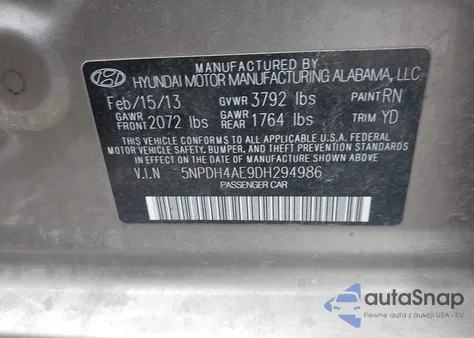 MANUFACTURED BY
HYUNDAI MOTOR MANUFACTURING ALABAMA, LLC
Feb/15/13 GVWR 3792 lbs PAINT RN
GAWR FRONT 2072 lbs GAWR REAR 1764 lbs TRIM YD
THIS VEHICLE CONFORMS TO ALL APPLICABLE U.S.A. FEDERAL
MOTOR VEHICLE SAFETY, BUMPER, AND THEFT PREVENTION
STANDARDS IN EFFECT ON THE DATE OF MANUFACTURE SHOWN ABOVE.
V.I.N 5NPDH4AE9DH294986
PASSENGER CAR
autoSnap
Pewne auta z aukcji USA i EU